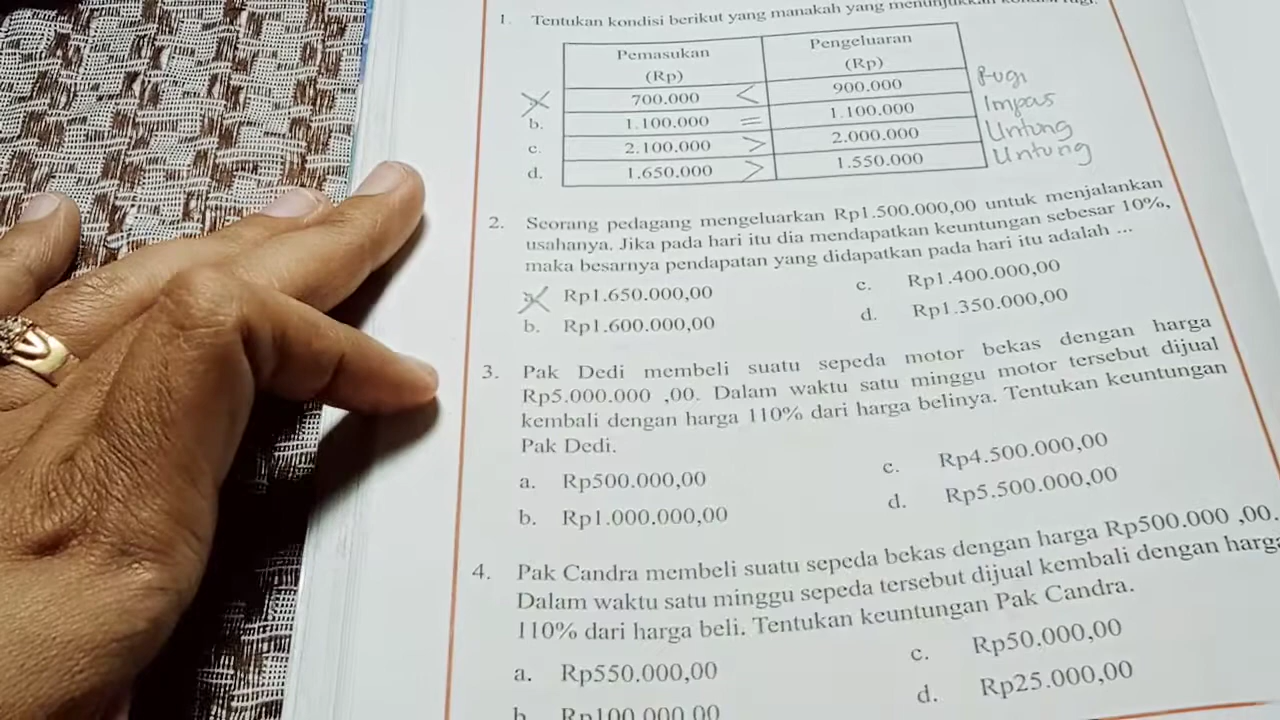 1. Tentukan kondisi berikut yang manakah yang menunjukkan kondisi rugi.
Pemasukan (Rp) Pengeluaran (Rp)
a. 700.000 < 900.000 Rugi
b. 1.100.000 = 1.100.000 Impas
c. 2.100.000 > 2.000.000 Untung
d. 1.650.000 > 1.550.000 Untung
2. Seorang pedagang mengeluarkan Rp1.500.000,00 untuk menjalankan
usahanya. Jika pada hari itu dia mendapatkan keuntungan sebesar 10%,
maka besarnya pendapatan yang didapatkan pada hari itu adalah ...
a. Rp1.650.000,00 c. Rp1.400.000,00
b. Rp1.600.000,00 d. Rp1.350.000,00
3. Pak Dedi membeli suatu sepeda motor bekas dengan harga
Rp5.000.000 ,00. Dalam waktu satu minggu motor tersebut dijual
kembali dengan harga 110% dari harga belinya. Tentukan keuntungan
Pak Dedi.
a. Rp500.000,00 c. Rp4.500.000,00
b. Rp1.000.000,00 d. Rp5.500.000,00
4. Pak Candra membeli suatu sepeda bekas dengan harga Rp500.000 ,00.
Dalam waktu satu minggu sepeda tersebut dijual kembali dengan harga
110% dari harga beli. Tentukan keuntungan Pak Candra.
a. Rp550.000,00 c. Rp50.000,00
b. Rp100.000,00 d. Rp25.000,00